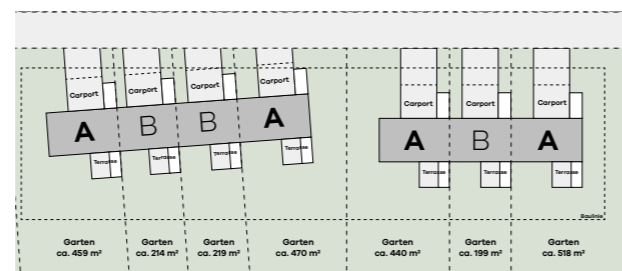 Carport
Carport
Carport
Carport
Carport
Carport
Carport
A
B
B
A
A
B
A
Terrasse
Terrasse
Terrasse
Terrasse
Terrasse
Terrasse
Terrasse
Baulinie
Garten
ca. 459 m²
Garten
ca. 214 m²
Garten
ca. 219 m²
Garten
ca. 470 m²
Garten
ca. 440 m²
Garten
ca. 199 m²
Garten
ca. 518 m²